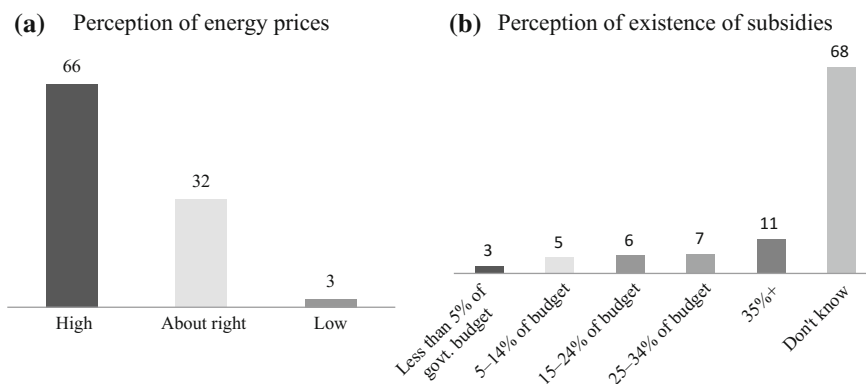 (a) Perception of energy prices
66
32
3
High
About right
Low
(b) Perception of existence of subsidies
3
5
6
7
11
68
Less than 5% of
govt. budget
5–14% of budget
15–24% of budget
25–34% of budget
35%+
Don't know